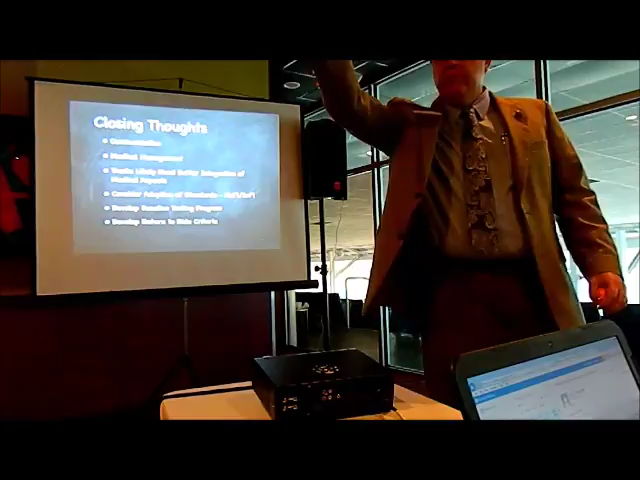 Closing Thoughts
Communication
Medical Management
Tracks Likely Need Better Integration of
Medical Aspects
Consider Adoption of Standards -
Develop Baseline Testing Program
Develop Return to Ride Criteria